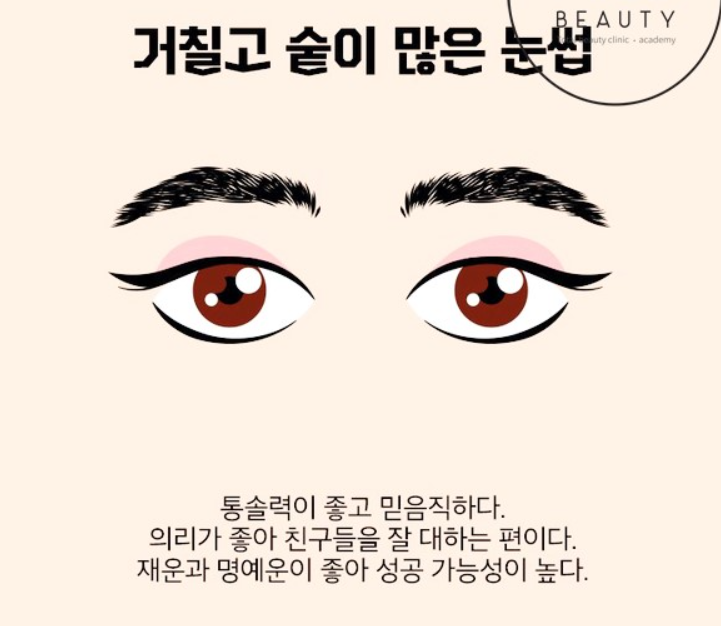 BEAUTY
beauty clinic - academy
거칠고 숱이 많은 눈썹
통솔력이 좋고 믿음직하다.
의리가 좋아 친구들을 잘 대하는 편이다.
재운과 명예운이 좋아 성공 가능성이 높다.